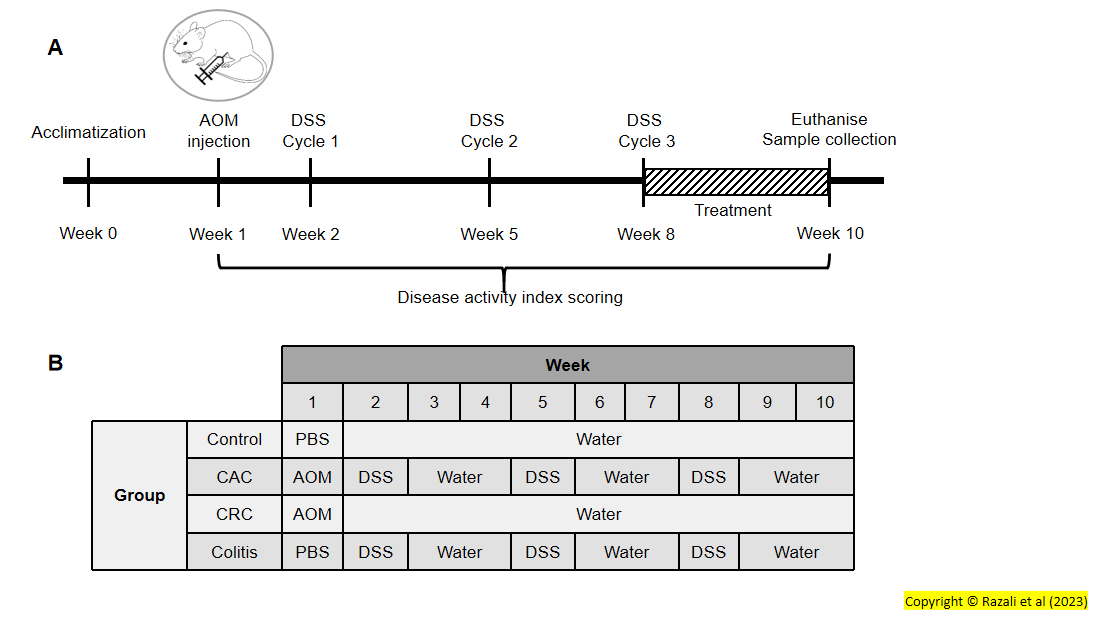 A
Acclimatization
AOM
injection
DSS
Cycle 1
DSS
Cycle 2
DSS
Cycle 3
Euthanise
Sample collection
Treatment
Week 0
Week 1
Week 2
Week 5
Week 8
Week 10
Disease activity index scoring
B
Week
1 2 3 4 5 6 7 8 9 10
Group
Control PBS Water
CAC AOM DSS Water DSS Water DSS Water
CRC AOM Water
Colitis PBS DSS Water DSS Water DSS Water
Copyright © Razali et al (2023)